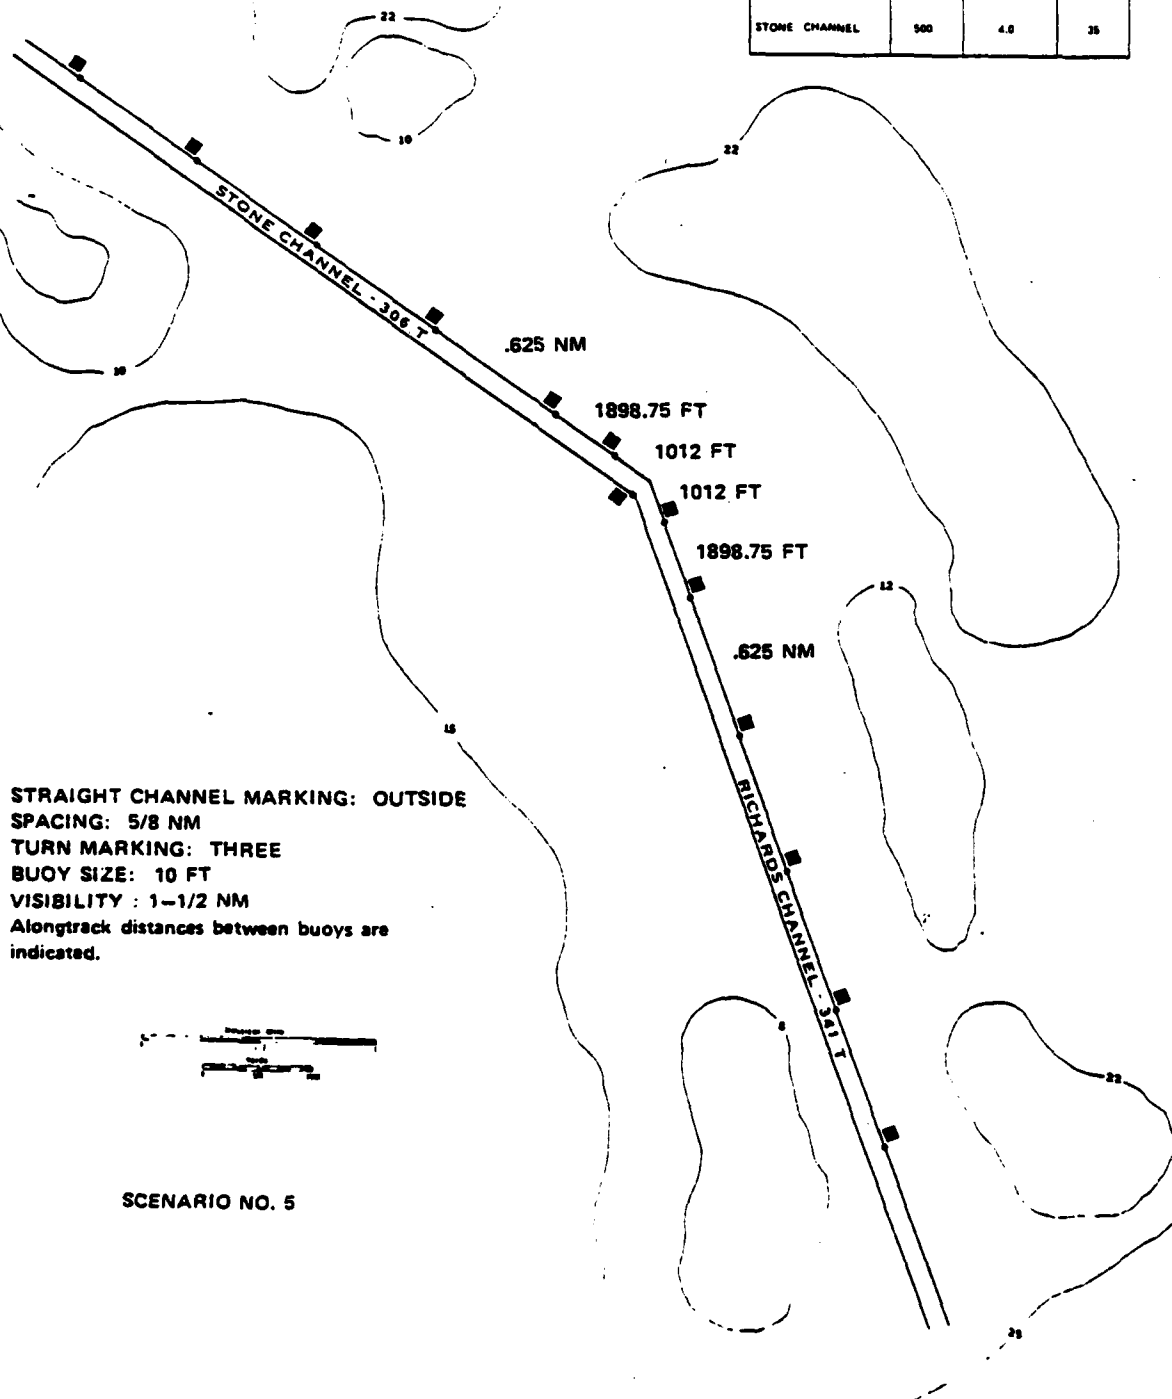 22
STONE CHANNEL 500 4.0 35
10
22
STONE CHANNEL - 306 T
.625 NM
10
1898.75 FT
1012 FT
1012 FT
1898.75 FT
12
.625 NM
15
RICHARDS CHANNEL - 341 T
STRAIGHT CHANNEL MARKING: OUTSIDE
SPACING: 5/8 NM
TURN MARKING: THREE
BUOY SIZE: 10 FT
VISIBILITY : 1-1/2 NM
Alongtrack distances between buoys are
indicated.
22
SCENARIO NO. 5